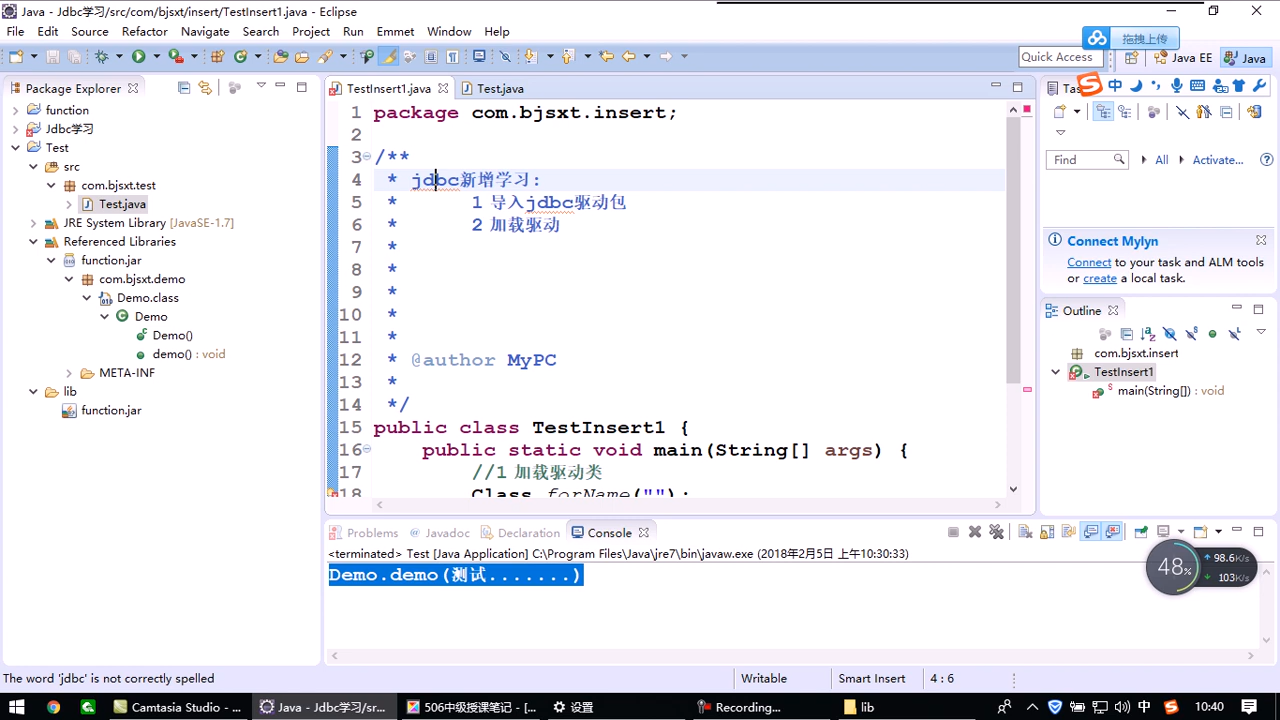 Java - Jdbc学习/src/com/bjsxt/insert/TestInsert1.java - Eclipse
File Edit Source Refactor Navigate Search Project Run Emmet Window Help
拖拽上传
Quick Access
Java EE
Java
Package Explorer
function
Jdbc学习
Test
src
com.bjsxt.test
Test.java
JRE System Library [JavaSE-1.7]
Referenced Libraries
function.jar
com.bjsxt.demo
Demo.class
Demo
Demo()
demo() : void
META-INF
lib
function.jar
TestInsert1.java
Test.java
1 package com.bjsxt.insert;
2
3 /**
4 * jdbc新增学习:
5 * 1 导入jdbc驱动包
6 * 2 加载驱动
7 *
8 *
9 *
10 *
11 *
12 * @author MyPC
13 *
14 */
15 public class TestInsert1 {
16 public static void main(String[] args) {
17 //1 加载驱动类
18 Class.forName("");
中
Find
All
Activate...
Connect Mylyn
Connect to your task and ALM tools
or create a local task.
Outline
com.bjsxt.insert
TestInsert1
main(String[]) : void
Problems
@ Javadoc
Declaration
Console
<terminated> Test [Java Application] C:\Program Files\Java\jre7\bin\javaw.exe (2018年2月5日 上午10:30:33)
Demo.demo(测试.......)
48%
98.6K/s
103K/s
The word 'jdbc' is not correctly spelled
Writable
Smart Insert
4 : 6
Camtasia Studio - ...
Java - Jdbc学习/sr...
506中级授课笔记 - [...
设置
Recording...
lib
中
10:40